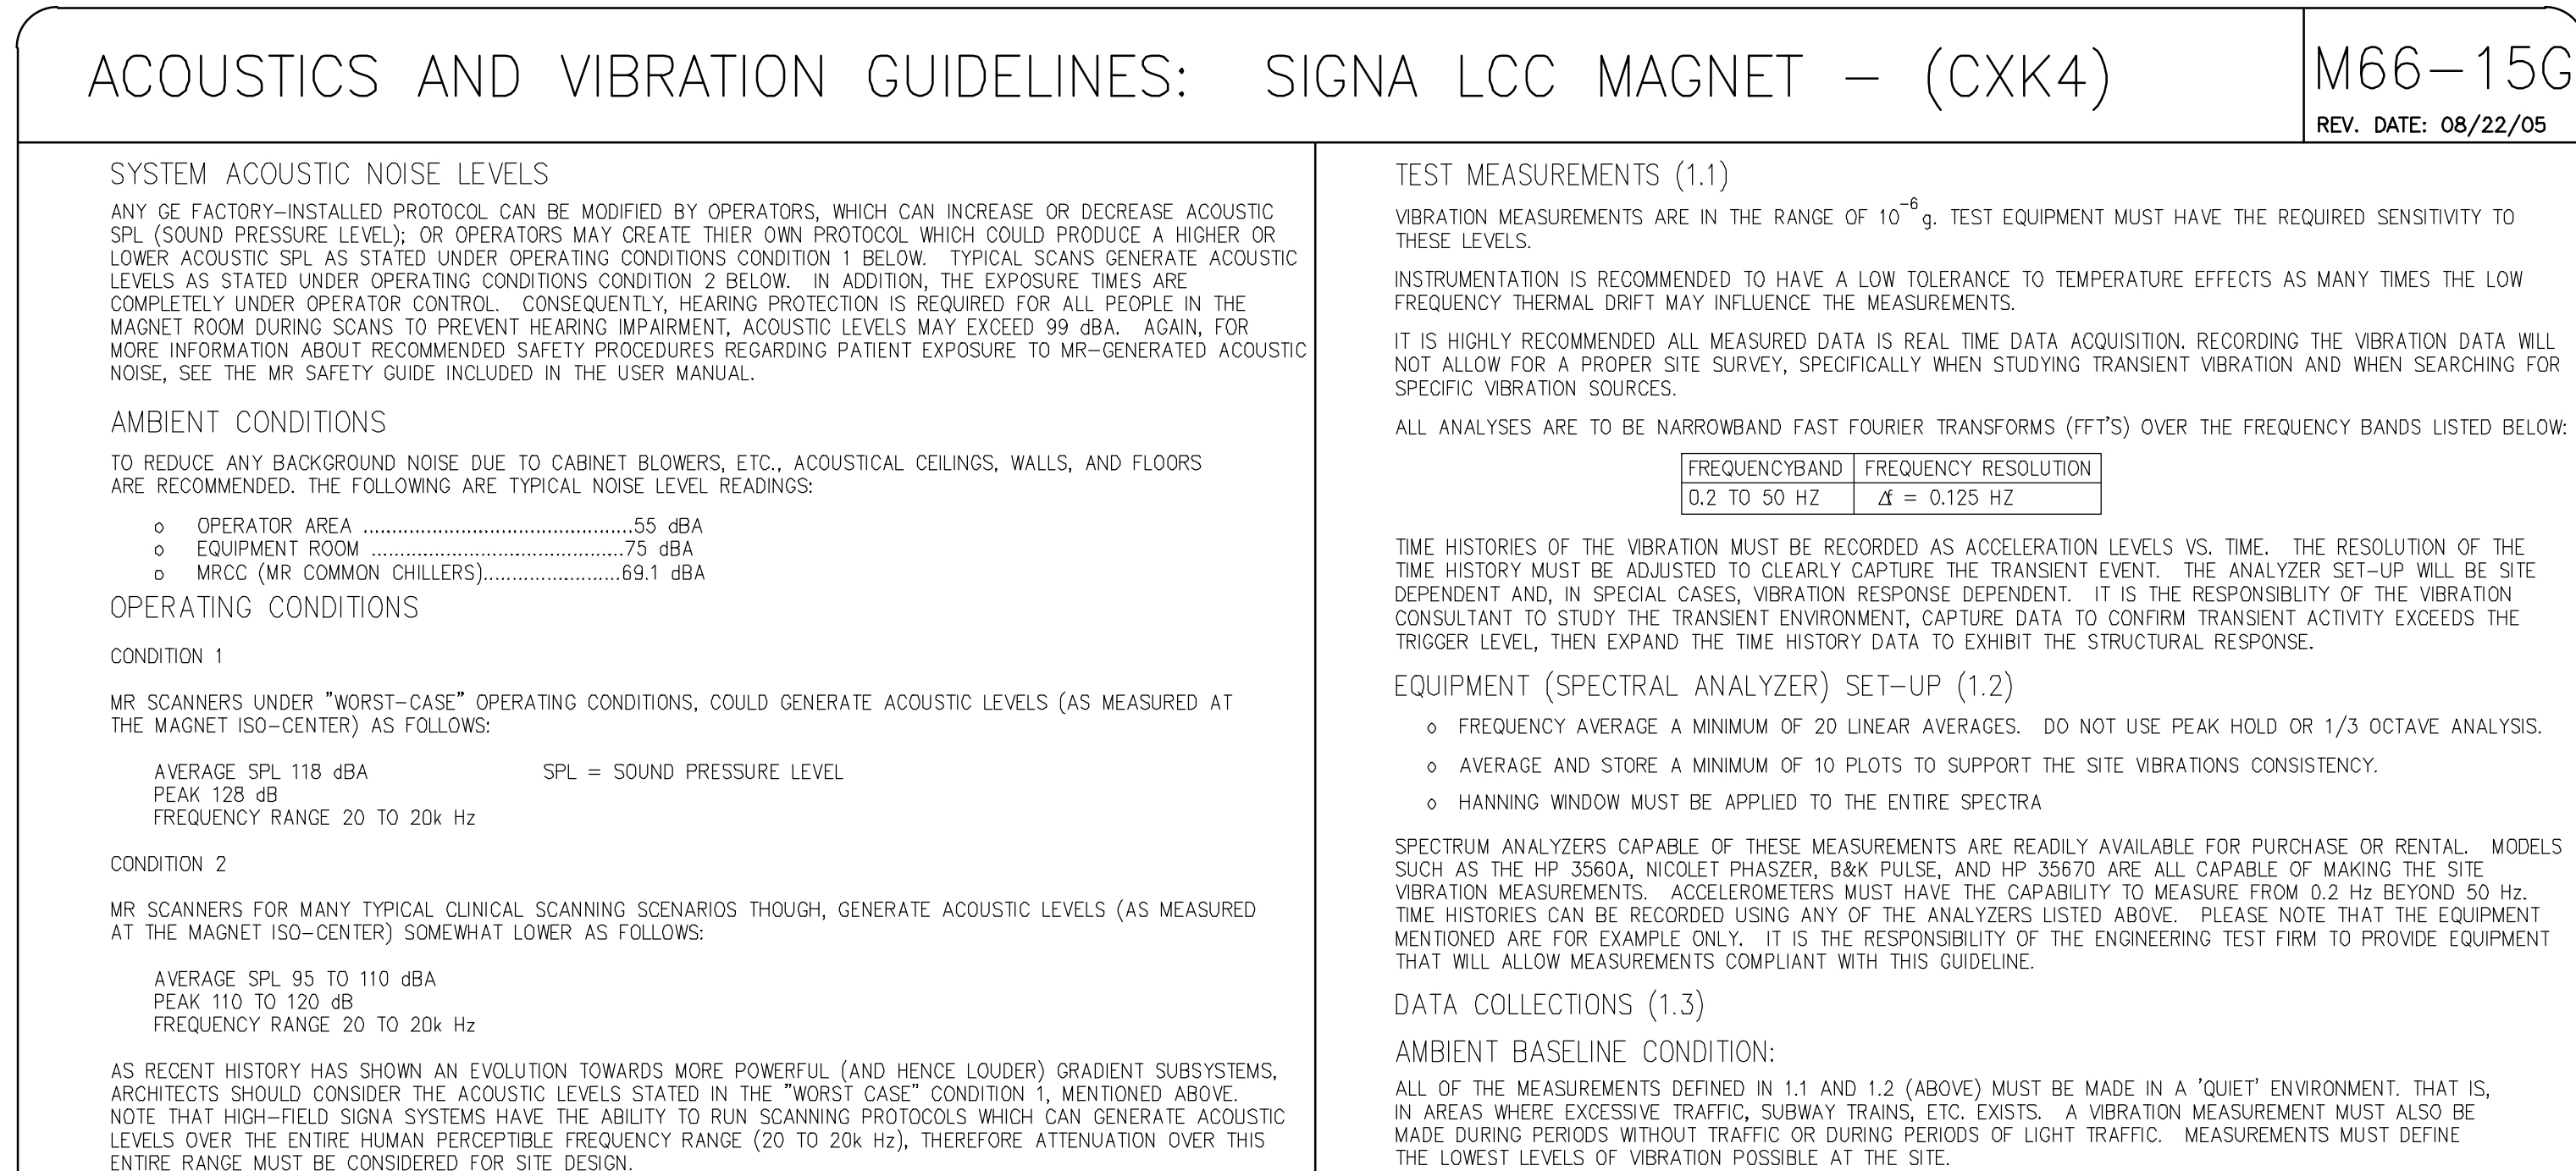 ACOUSTICS AND VIBRATION GUIDELINES: SIGNA LCC MAGNET – (CXK4)
M66–15G
REV. DATE: 08/22/05
SYSTEM ACOUSTIC NOISE LEVELS
ANY GE FACTORY–INSTALLED PROTOCOL CAN BE MODIFIED BY OPERATORS, WHICH CAN INCREASE OR DECREASE ACOUSTIC
SPL (SOUND PRESSURE LEVEL); OR OPERATORS MAY CREATE THIER OWN PROTOCOL WHICH COULD PRODUCE A HIGHER OR
LOWER ACOUSTIC SPL AS STATED UNDER OPERATING CONDITIONS CONDITION 1 BELOW. TYPICAL SCANS GENERATE ACOUSTIC
LEVELS AS STATED UNDER OPERATING CONDITIONS CONDITION 2 BELOW. IN ADDITION, THE EXPOSURE TIMES ARE
COMPLETELY UNDER OPERATOR CONTROL. CONSEQUENTLY, HEARING PROTECTION IS REQUIRED FOR ALL PEOPLE IN THE
MAGNET ROOM DURING SCANS TO PREVENT HEARING IMPAIRMENT, ACOUSTIC LEVELS MAY EXCEED 99 dBA. AGAIN, FOR
MORE INFORMATION ABOUT RECOMMENDED SAFETY PROCEDURES REGARDING PATIENT EXPOSURE TO MR–GENERATED ACOUSTIC
NOISE, SEE THE MR SAFETY GUIDE INCLUDED IN THE USER MANUAL.
AMBIENT CONDITIONS
TO REDUCE ANY BACKGROUND NOISE DUE TO CABINET BLOWERS, ETC., ACOUSTICAL CEILINGS, WALLS, AND FLOORS
ARE RECOMMENDED. THE FOLLOWING ARE TYPICAL NOISE LEVEL READINGS:
o OPERATOR AREA ...............................................55 dBA
o EQUIPMENT ROOM ............................................75 dBA
o MRCC (MR COMMON CHILLERS)........................69.1 dBA
OPERATING CONDITIONS
CONDITION 1
MR SCANNERS UNDER "WORST–CASE" OPERATING CONDITIONS, COULD GENERATE ACOUSTIC LEVELS (AS MEASURED AT
THE MAGNET ISO–CENTER) AS FOLLOWS:
AVERAGE SPL 118 dBA SPL = SOUND PRESSURE LEVEL
PEAK 128 dB
FREQUENCY RANGE 20 TO 20k Hz
CONDITION 2
MR SCANNERS FOR MANY TYPICAL CLINICAL SCANNING SCENARIOS THOUGH, GENERATE ACOUSTIC LEVELS (AS MEASURED
AT THE MAGNET ISO–CENTER) SOMEWHAT LOWER AS FOLLOWS:
AVERAGE SPL 95 TO 110 dBA
PEAK 110 TO 120 dB
FREQUENCY RANGE 20 TO 20k Hz
AS RECENT HISTORY HAS SHOWN AN EVOLUTION TOWARDS MORE POWERFUL (AND HENCE LOUDER) GRADIENT SUBSYSTEMS,
ARCHITECTS SHOULD CONSIDER THE ACOUSTIC LEVELS STATED IN THE "WORST CASE" CONDITION 1, MENTIONED ABOVE.
NOTE THAT HIGH–FIELD SIGNA SYSTEMS HAVE THE ABILITY TO RUN SCANNING PROTOCOLS WHICH CAN GENERATE ACOUSTIC
LEVELS OVER THE ENTIRE HUMAN PERCEPTIBLE FREQUENCY RANGE (20 TO 20k Hz), THEREFORE ATTENUATION OVER THIS
ENTIRE RANGE MUST BE CONSIDERED FOR SITE DESIGN.
TEST MEASUREMENTS (1.1)
VIBRATION MEASUREMENTS ARE IN THE RANGE OF 10⁻⁶ g. TEST EQUIPMENT MUST HAVE THE REQUIRED SENSITIVITY TO
THESE LEVELS.
INSTRUMENTATION IS RECOMMENDED TO HAVE A LOW TOLERANCE TO TEMPERATURE EFFECTS AS MANY TIMES THE LOW
FREQUENCY THERMAL DRIFT MAY INFLUENCE THE MEASUREMENTS.
IT IS HIGHLY RECOMMENDED ALL MEASURED DATA IS REAL TIME DATA ACQUISITION. RECORDING THE VIBRATION DATA WILL
NOT ALLOW FOR A PROPER SITE SURVEY, SPECIFICALLY WHEN STUDYING TRANSIENT VIBRATION AND WHEN SEARCHING FOR
SPECIFIC VIBRATION SOURCES.
ALL ANALYSES ARE TO BE NARROWBAND FAST FOURIER TRANSFORMS (FFT'S) OVER THE FREQUENCY BANDS LISTED BELOW:
FREQUENCYBAND FREQUENCY RESOLUTION
0.2 TO 50 HZ Δf = 0.125 HZ
TIME HISTORIES OF THE VIBRATION MUST BE RECORDED AS ACCELERATION LEVELS VS. TIME. THE RESOLUTION OF THE
TIME HISTORY MUST BE ADJUSTED TO CLEARLY CAPTURE THE TRANSIENT EVENT. THE ANALYZER SET–UP WILL BE SITE
DEPENDENT AND, IN SPECIAL CASES, VIBRATION RESPONSE DEPENDENT. IT IS THE RESPONSIBLITY OF THE VIBRATION
CONSULTANT TO STUDY THE TRANSIENT ENVIRONMENT, CAPTURE DATA TO CONFIRM TRANSIENT ACTIVITY EXCEEDS THE
TRIGGER LEVEL, THEN EXPAND THE TIME HISTORY DATA TO EXHIBIT THE STRUCTURAL RESPONSE.
EQUIPMENT (SPECTRAL ANALYZER) SET–UP (1.2)
o FREQUENCY AVERAGE A MINIMUM OF 20 LINEAR AVERAGES. DO NOT USE PEAK HOLD OR 1/3 OCTAVE ANALYSIS.
o AVERAGE AND STORE A MINIMUM OF 10 PLOTS TO SUPPORT THE SITE VIBRATIONS CONSISTENCY.
o HANNING WINDOW MUST BE APPLIED TO THE ENTIRE SPECTRA
SPECTRUM ANALYZERS CAPABLE OF THESE MEASUREMENTS ARE READILY AVAILABLE FOR PURCHASE OR RENTAL. MODELS
SUCH AS THE HP 3560A, NICOLET PHASZER, B&K PULSE, AND HP 35670 ARE ALL CAPABLE OF MAKING THE SITE
VIBRATION MEASUREMENTS. ACCELEROMETERS MUST HAVE THE CAPABILITY TO MEASURE FROM 0.2 Hz BEYOND 50 Hz.
TIME HISTORIES CAN BE RECORDED USING ANY OF THE ANALYZERS LISTED ABOVE. PLEASE NOTE THAT THE EQUIPMENT
MENTIONED ARE FOR EXAMPLE ONLY. IT IS THE RESPONSIBILITY OF THE ENGINEERING TEST FIRM TO PROVIDE EQUIPMENT
THAT WILL ALLOW MEASUREMENTS COMPLIANT WITH THIS GUIDELINE.
DATA COLLECTIONS (1.3)
AMBIENT BASELINE CONDITION:
ALL OF THE MEASUREMENTS DEFINED IN 1.1 AND 1.2 (ABOVE) MUST BE MADE IN A 'QUIET' ENVIRONMENT. THAT IS,
IN AREAS WHERE EXCESSIVE TRAFFIC, SUBWAY TRAINS, ETC. EXISTS. A VIBRATION MEASUREMENT MUST ALSO BE
MADE DURING PERIODS WITHOUT TRAFFIC OR DURING PERIODS OF LIGHT TRAFFIC. MEASUREMENTS MUST DEFINE
THE LOWEST LEVELS OF VIBRATION POSSIBLE AT THE SITE.